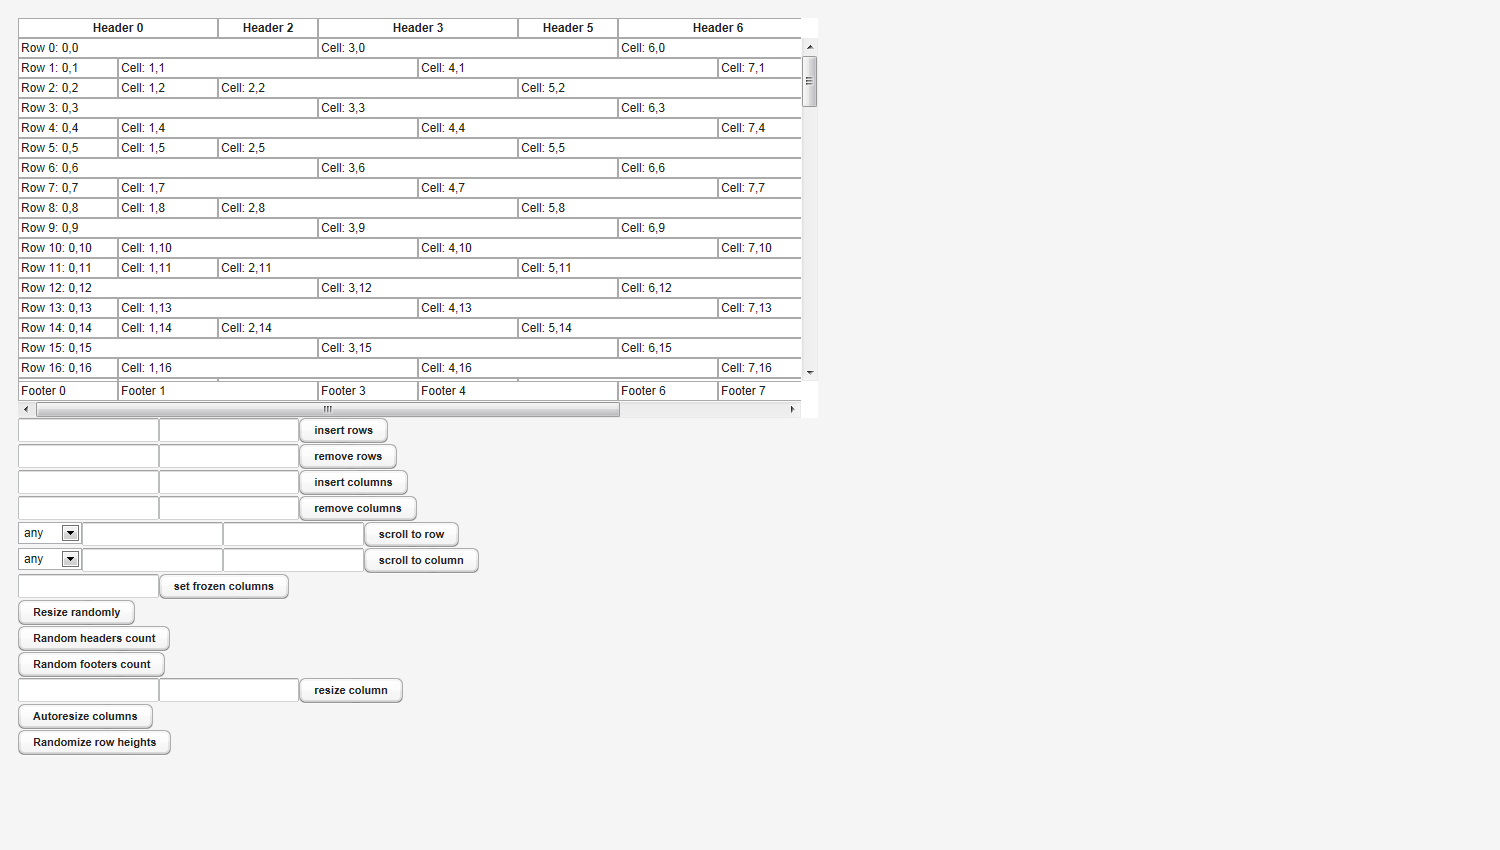 Header 0 Header 2 Header 3 Header 5 Header 6
Row 0: 0,0 Cell: 3,0 Cell: 6,0
Row 1: 0,1 Cell: 1,1 Cell: 4,1 Cell: 7,1
Row 2: 0,2 Cell: 1,2 Cell: 2,2 Cell: 5,2
Row 3: 0,3 Cell: 3,3 Cell: 6,3
Row 4: 0,4 Cell: 1,4 Cell: 4,4 Cell: 7,4
Row 5: 0,5 Cell: 1,5 Cell: 2,5 Cell: 5,5
Row 6: 0,6 Cell: 3,6 Cell: 6,6
Row 7: 0,7 Cell: 1,7 Cell: 4,7 Cell: 7,7
Row 8: 0,8 Cell: 1,8 Cell: 2,8 Cell: 5,8
Row 9: 0,9 Cell: 3,9 Cell: 6,9
Row 10: 0,10 Cell: 1,10 Cell: 4,10 Cell: 7,10
Row 11: 0,11 Cell: 1,11 Cell: 2,11 Cell: 5,11
Row 12: 0,12 Cell: 3,12 Cell: 6,12
Row 13: 0,13 Cell: 1,13 Cell: 4,13 Cell: 7,13
Row 14: 0,14 Cell: 1,14 Cell: 2,14 Cell: 5,14
Row 15: 0,15 Cell: 3,15 Cell: 6,15
Row 16: 0,16 Cell: 1,16 Cell: 4,16 Cell: 7,16
Footer 0 Footer 1 Footer 3 Footer 4 Footer 6 Footer 7
insert rows
remove rows
insert columns
remove columns
any scroll to row
any scroll to column
set frozen columns
Resize randomly
Random headers count
Random footers count
resize column
Autoresize columns
Randomize row heights